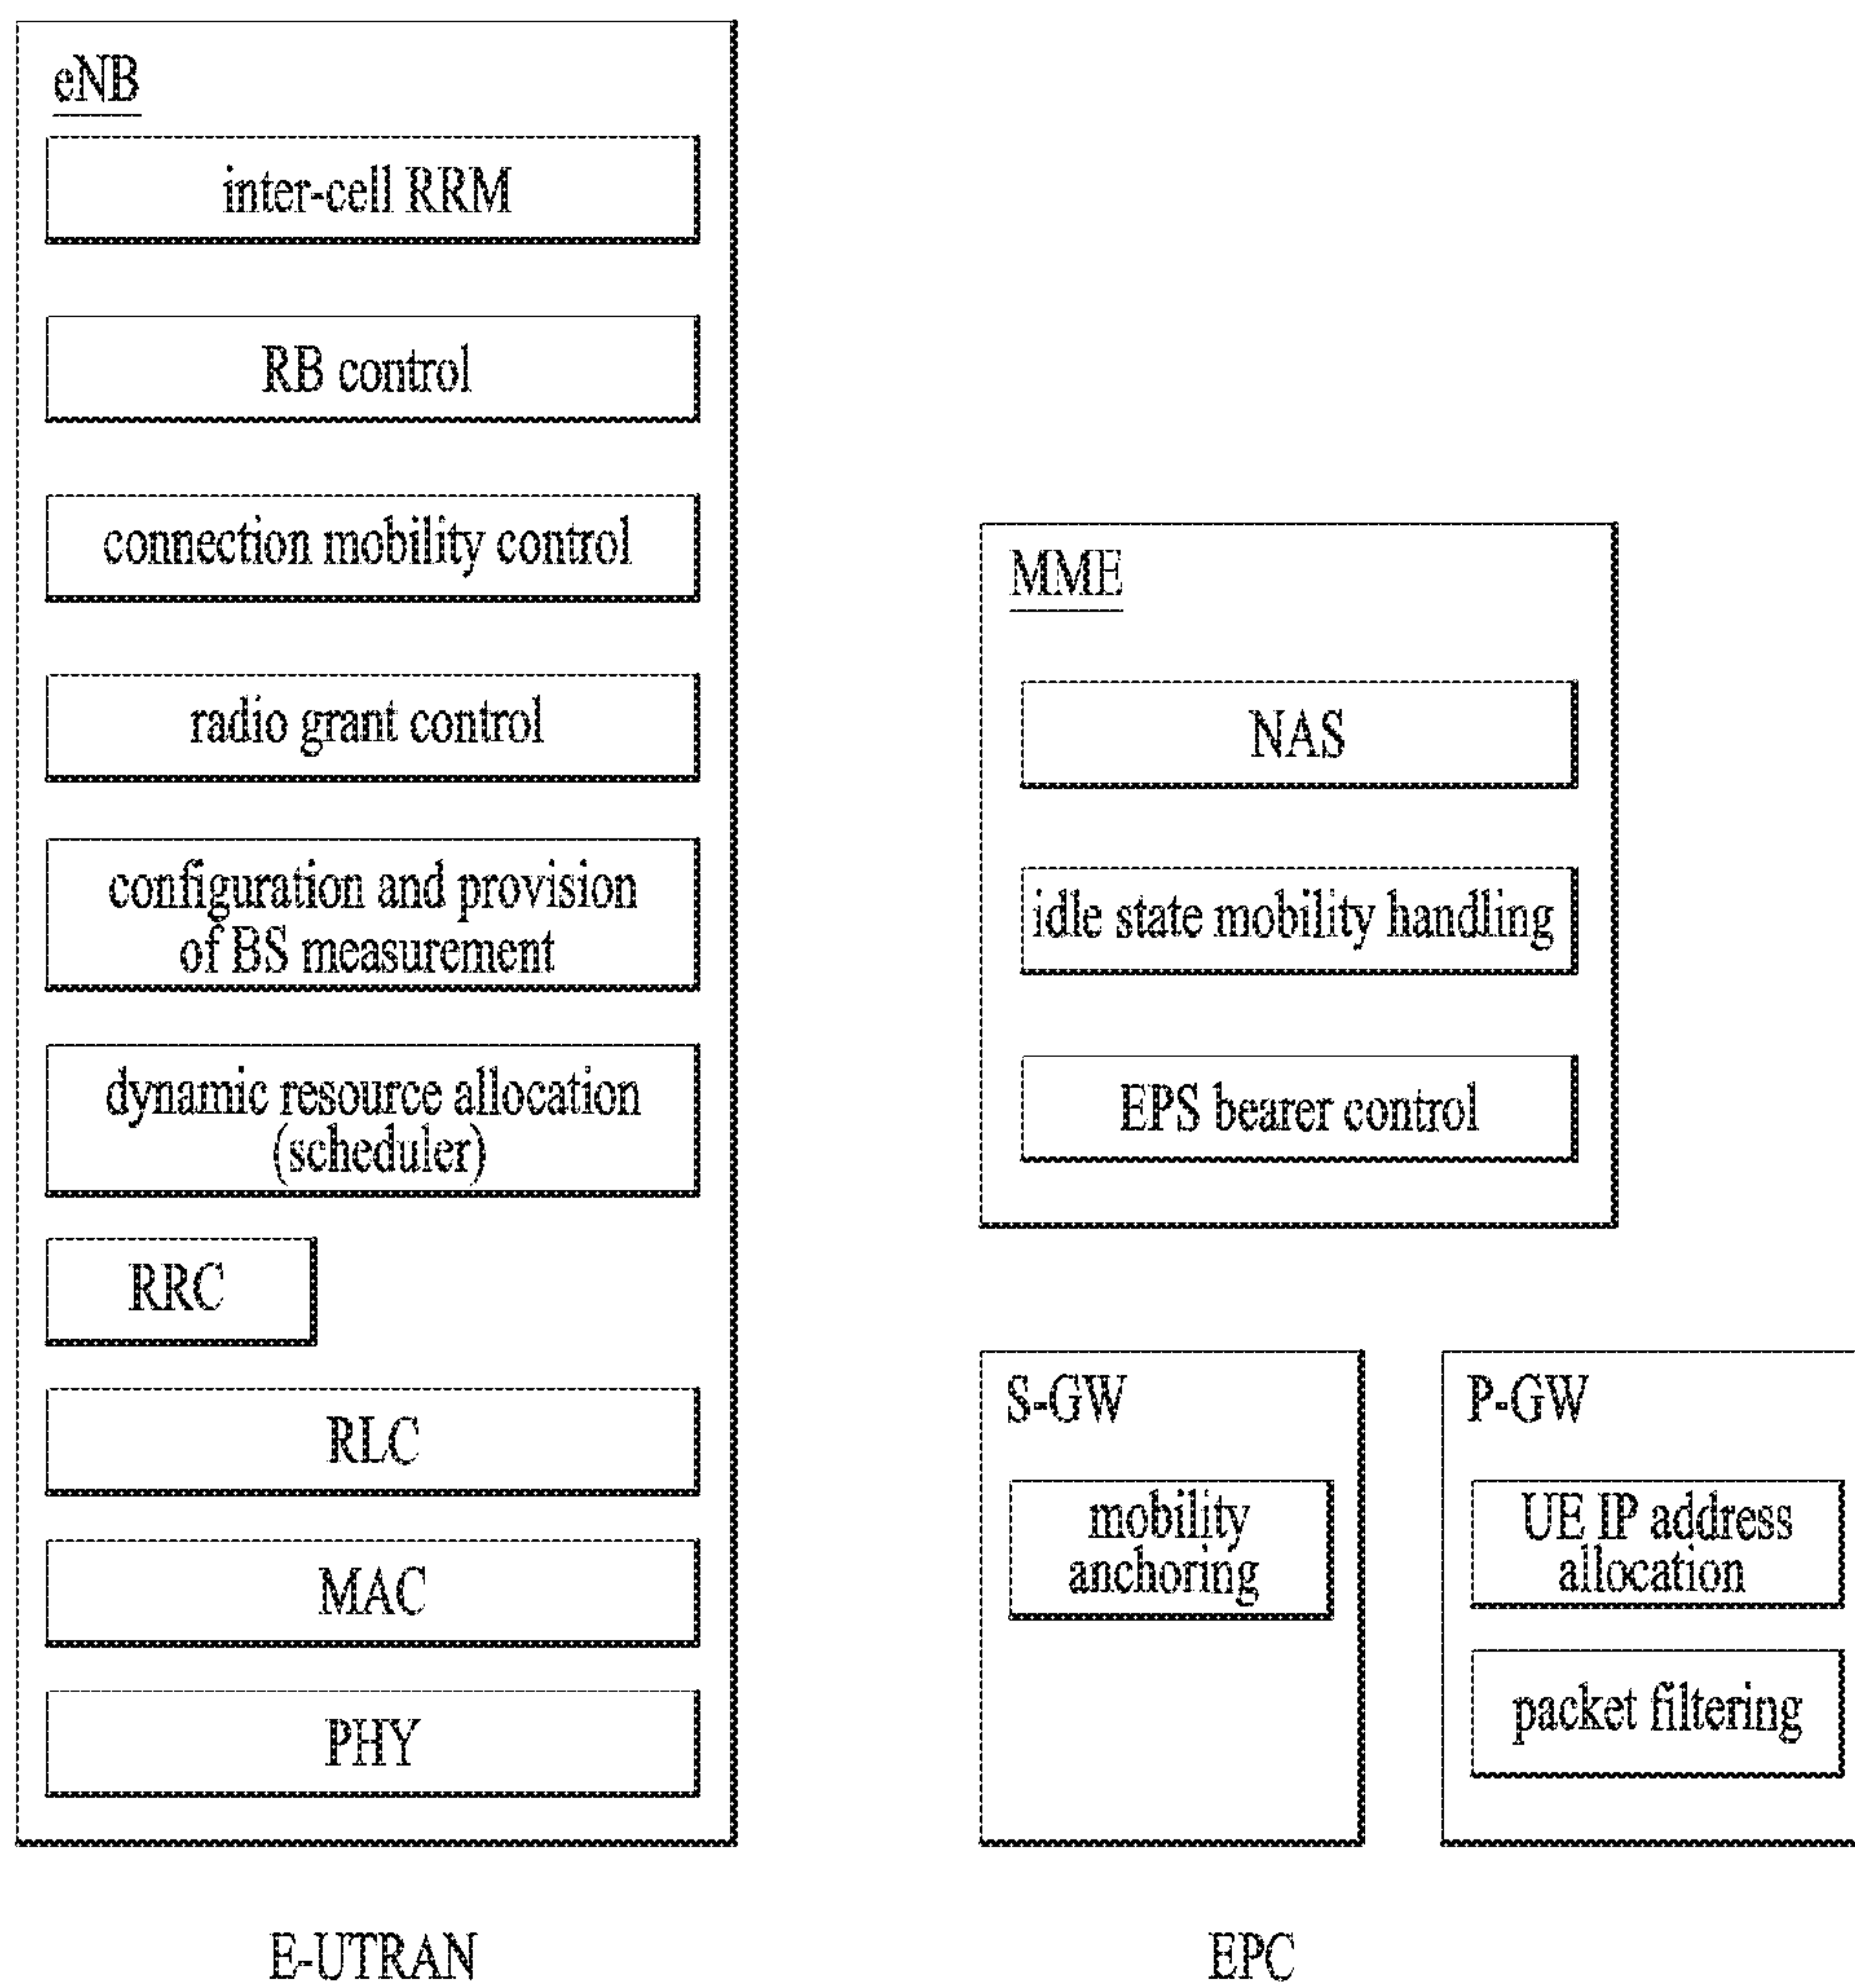 eNB
inter-cell RRM
RB control
connection mobility control
radio grant control
configuration and provision
of BS measurement
dynamic resource allocation
(scheduler)
RRC
RLC
MAC
PHY
E-UTRAN
MME
NAS
idle state mobility handling
EPS bearer control
S-GW
mobility
anchoring
P-GW
UE IP address
allocation
packet filtering
EPC